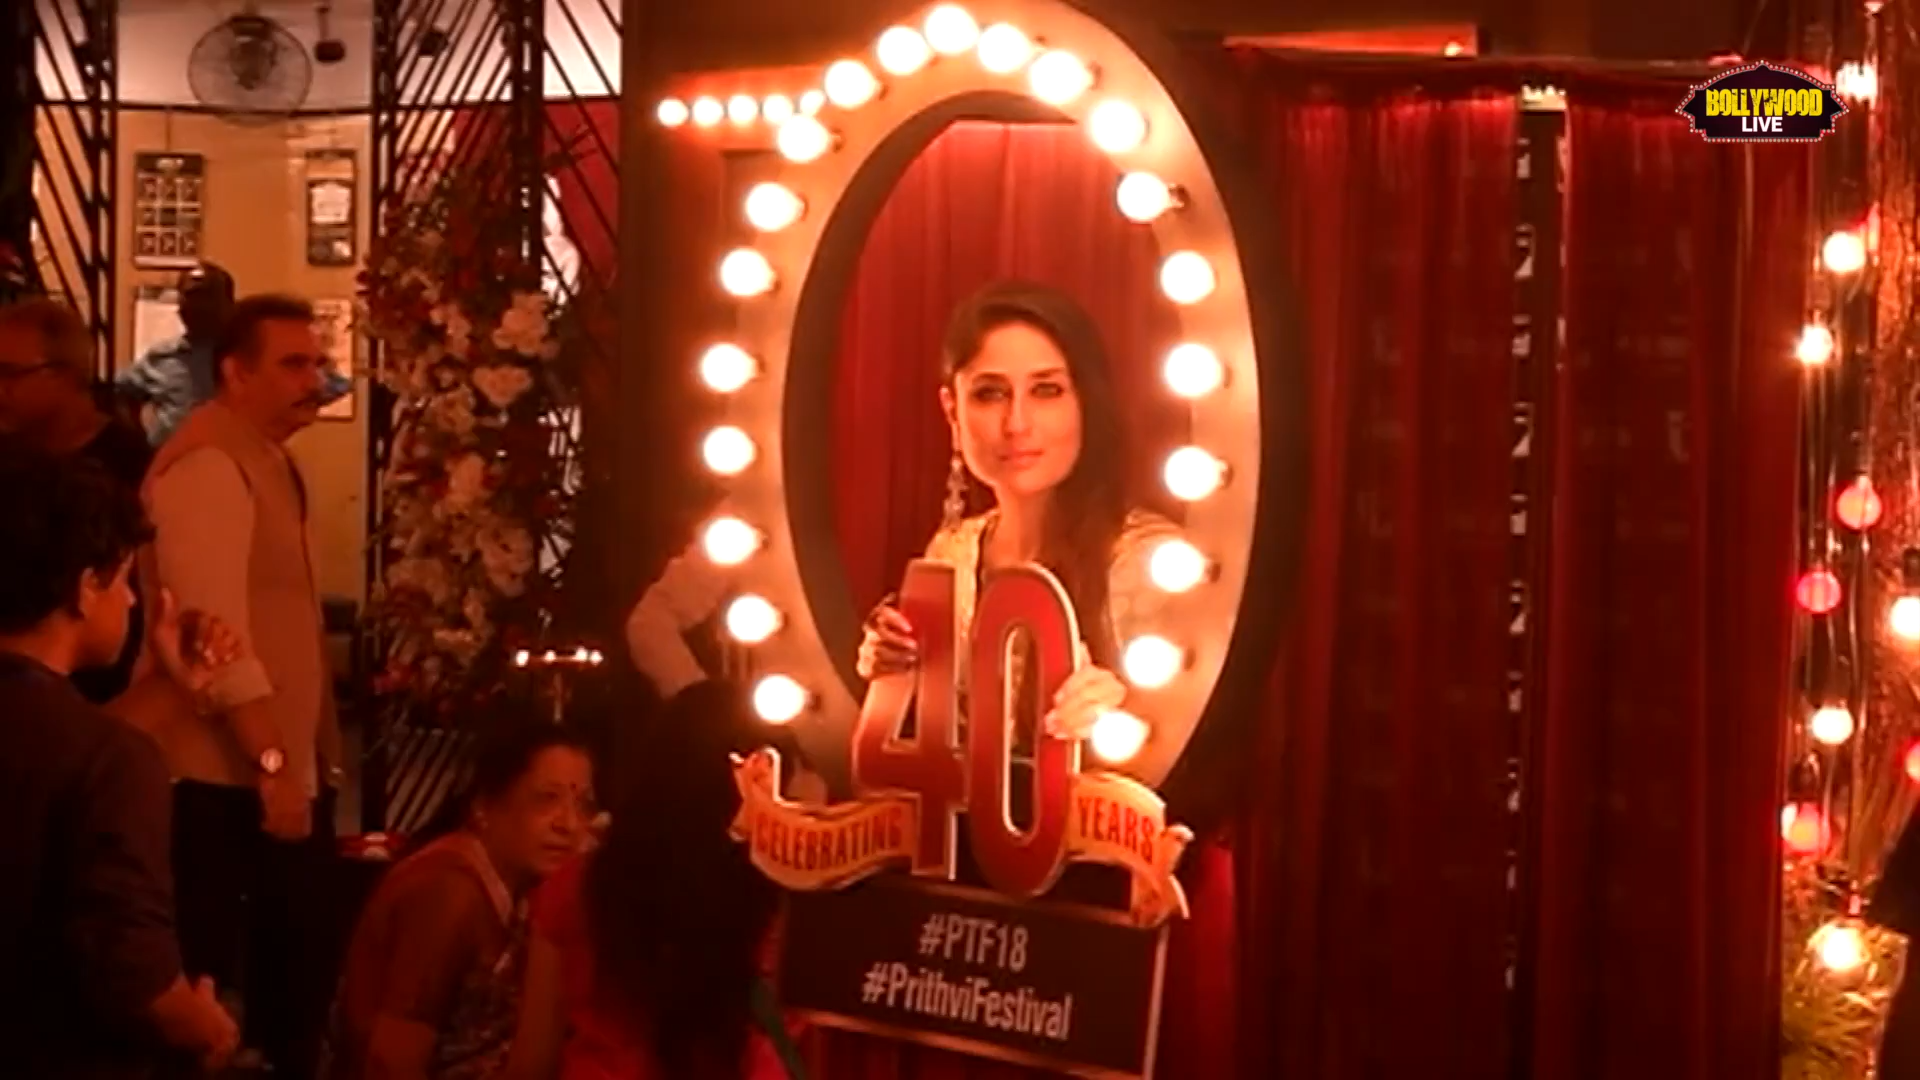 BOLLYWOOD
LIVE
CELEBRATING 40 YEARS
#PTF18
#PrithviFestival